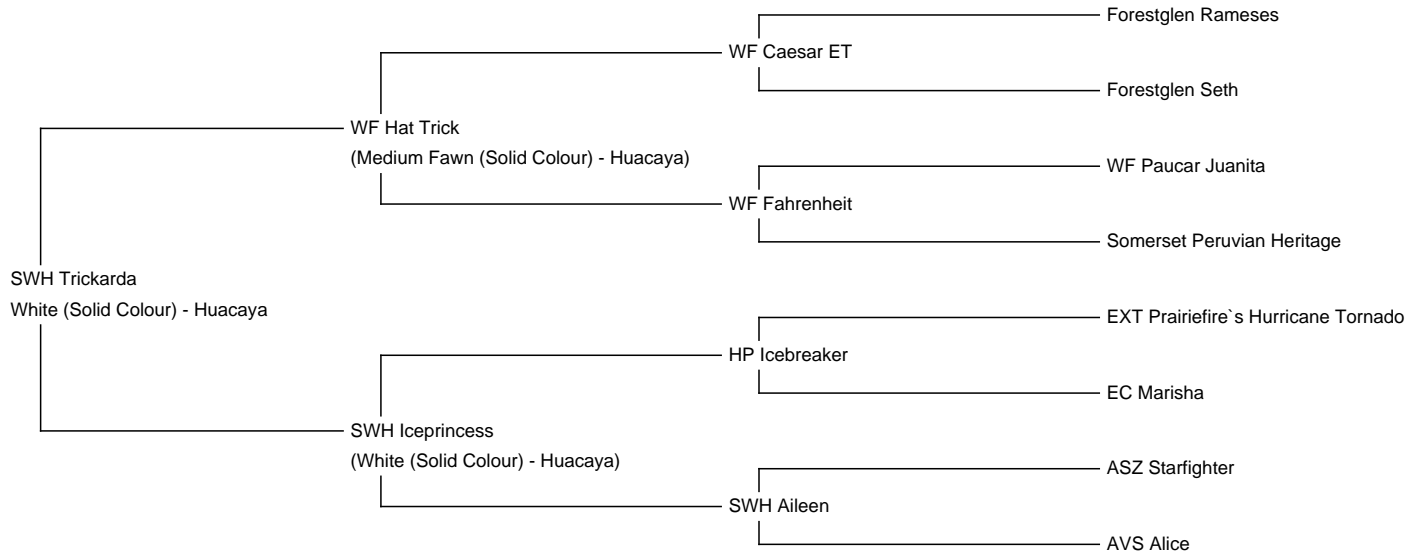 Forestglen Rameses
WF Caesar ET
Forestglen Seth
WF Hat Trick
(Medium Fawn (Solid Colour) - Huacaya)
WF Paucar Juanita
WF Fahrenheit
Somerset Peruvian Heritage
SWH Trickarda
White (Solid Colour) - Huacaya
EXT Prairiefire`s Hurricane Tornado
HP Icebreaker
EC Marisha
SWH Iceprincess
(White (Solid Colour) - Huacaya)
ASZ Starfighter
SWH Aileen
AVS Alice